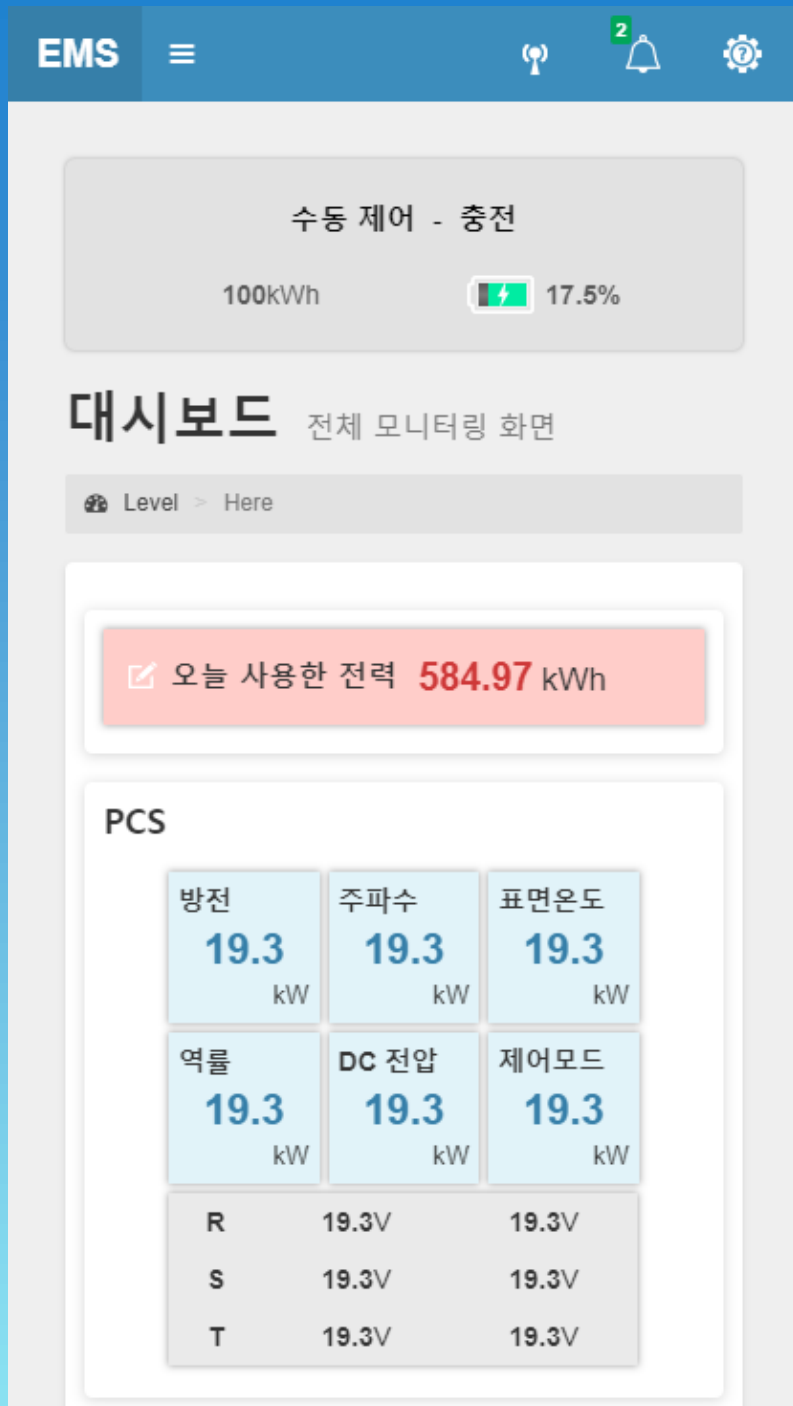 EMS
2
수동 제어 - 충전
100kWh 17.5%
대시보드 전체 모니터링 화면
Level > Here
오늘 사용한 전력 584.97 kWh
PCS
방전 주파수 표면온도
19.3 19.3 19.3
kW kW kW
역률 DC 전압 제어모드
19.3 19.3 19.3
kW kW kW
R 19.3V 19.3V
S 19.3V 19.3V
T 19.3V 19.3V